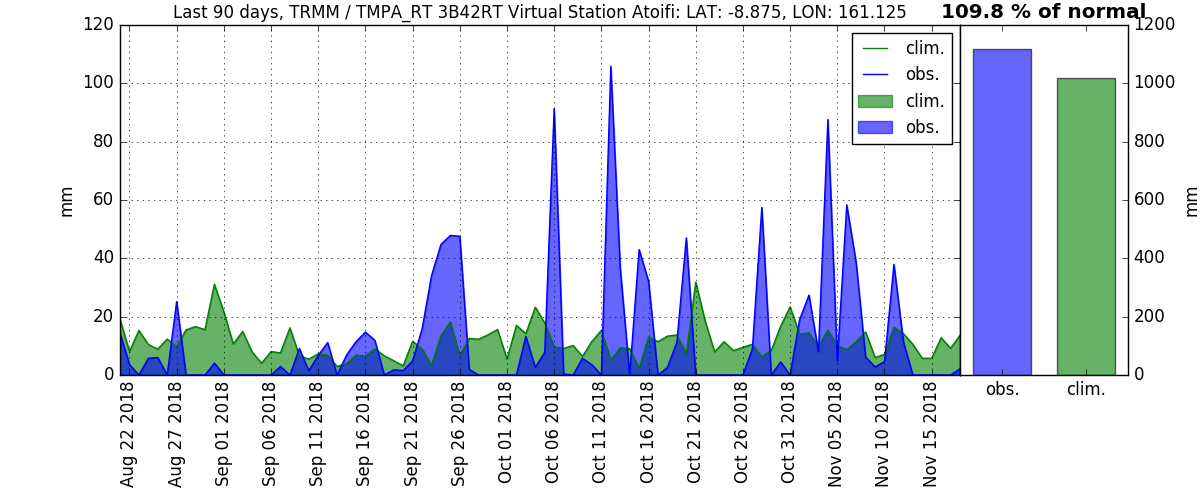 Last 90 days, TRMM / TMPA_RT 3B42RT Virtual Station Atoifi: LAT: -8.875, LON: 161.125
109.8 % of normal
120
100
80
60
40
20
0
mm
clim.
obs.
clim.
obs.
Aug 22 2018
Aug 27 2018
Sep 01 2018
Sep 06 2018
Sep 11 2018
Sep 16 2018
Sep 21 2018
Sep 26 2018
Oct 01 2018
Oct 06 2018
Oct 11 2018
Oct 16 2018
Oct 21 2018
Oct 26 2018
Oct 31 2018
Nov 05 2018
Nov 10 2018
Nov 15 2018
1200
1000
800
600
400
200
0
mm
obs.
clim.